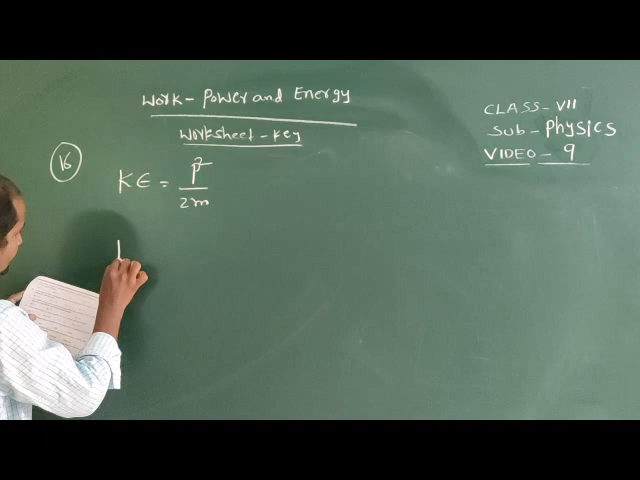 Work - Power and Energy
Worksheet - Key
CLASS - VII
Sub - Physics
VIDEO - 9
16
KE = p²/2m